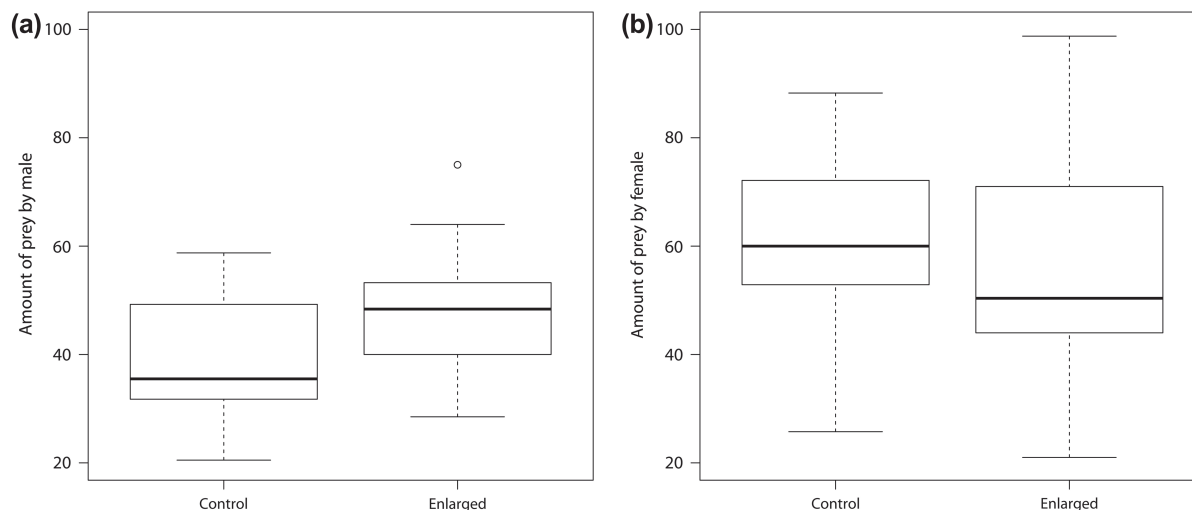 (a)
100
80
60
40
20
Amount of prey by male
Control
Enlarged
(b)
100
80
60
40
20
Amount of prey by female
Control
Enlarged